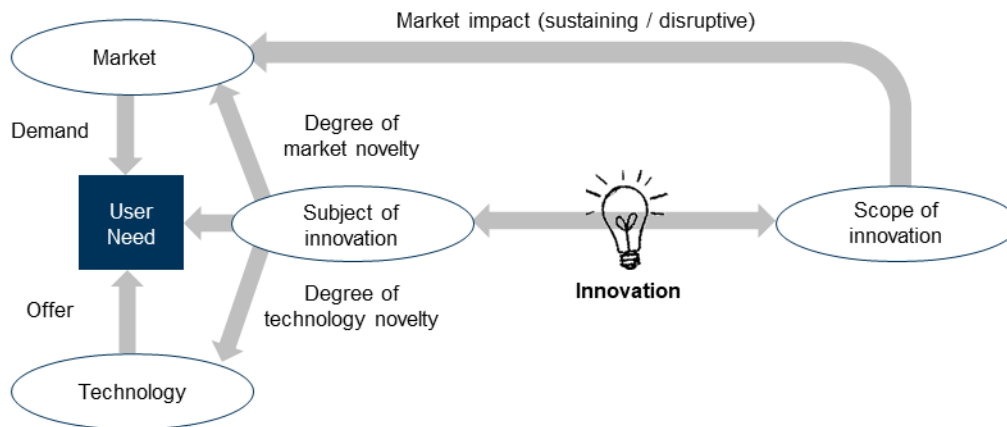 Market impact (sustaining / disruptive)
Market
Demand
Degree of
market novelty
User
Need
Subject of
innovation
Scope of
innovation
Innovation
Offer
Degree of
technology novelty
Technology